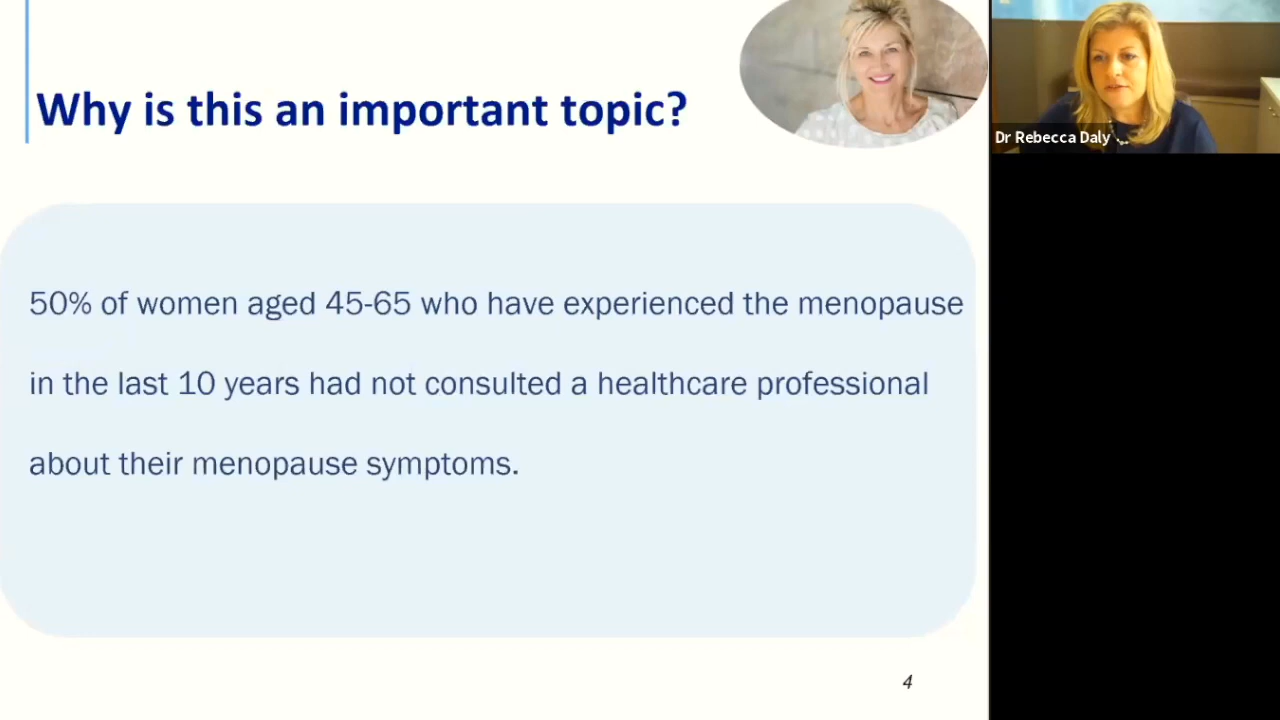 Why is this an important topic?
Dr Rebecca Daly
50% of women aged 45-65 who have experienced the menopause
in the last 10 years had not consulted a healthcare professional
about their menopause symptoms.
4